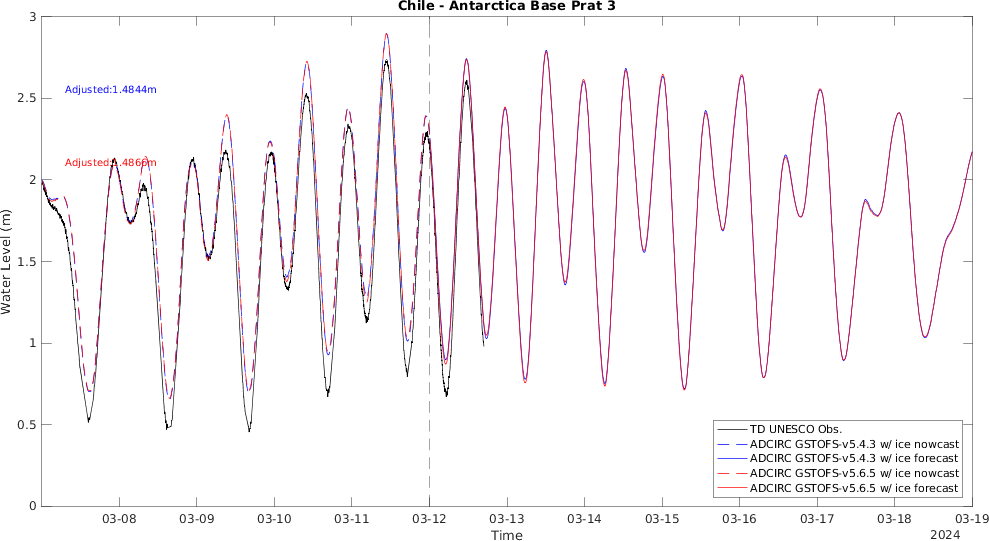 Chile - Antarctica Base Prat 3
Water Level (m)
3
2.5
2
1.5
1
0.5
0
Adjusted:1.4844m
Adjusted:1.4866m
TD UNESCO Obs.
ADCIRC GSTOFS-v5.4.3 w/ ice nowcast
ADCIRC GSTOFS-v5.4.3 w/ ice forecast
ADCIRC GSTOFS-v5.6.5 w/ ice nowcast
ADCIRC GSTOFS-v5.6.5 w/ ice forecast
03-08 03-09 03-10 03-11 03-12 03-13 03-14 03-15 03-16 03-17 03-18 03-19
Time
2024